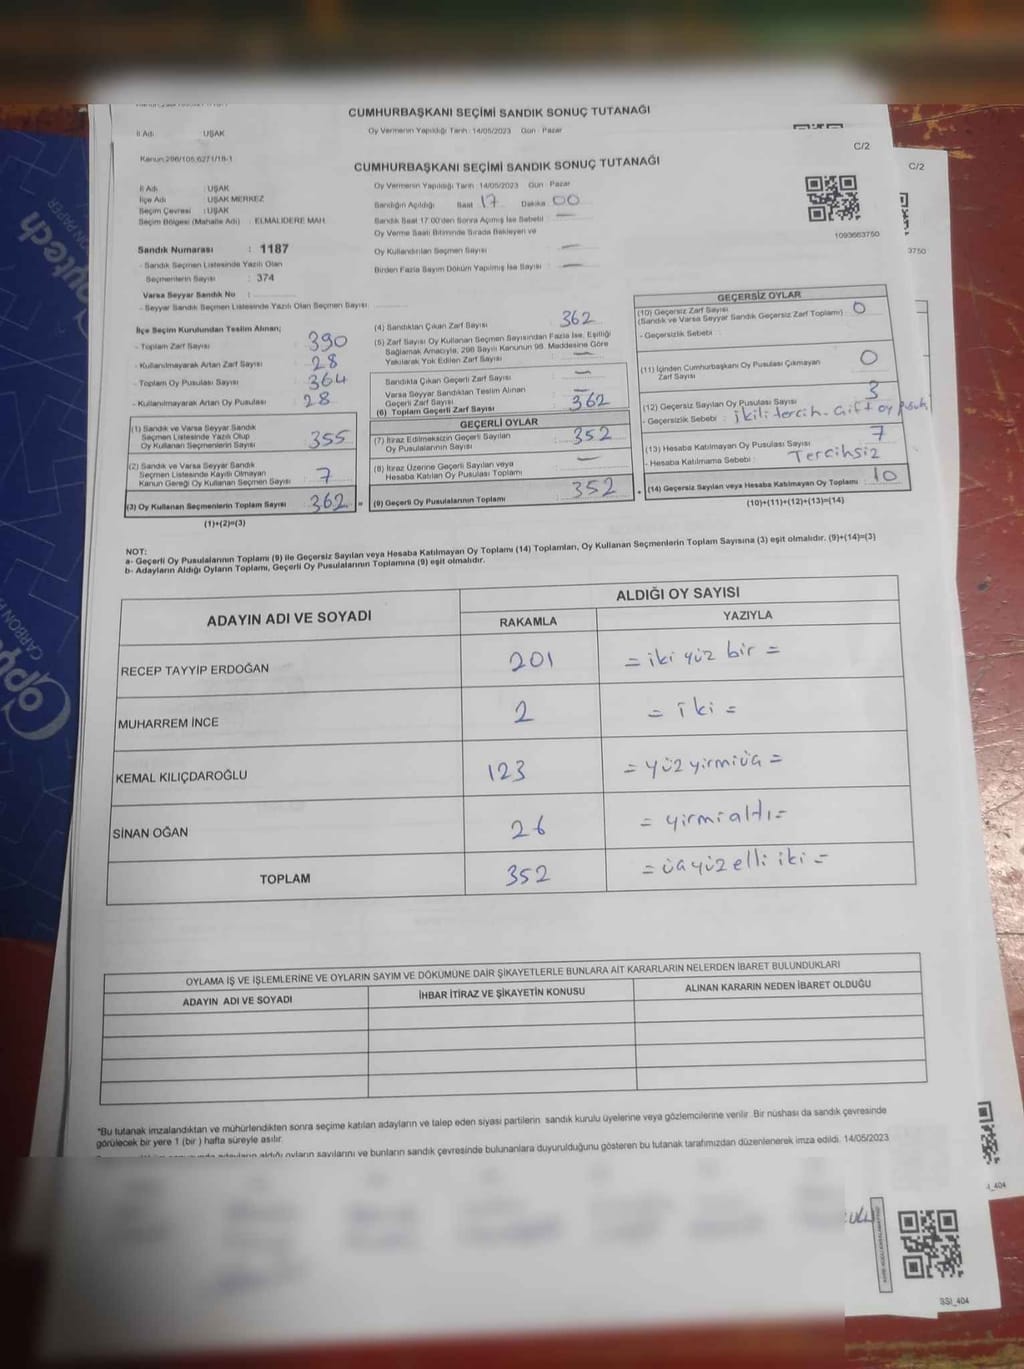 CUMHURBAŞKANI SEÇİMİ SANDIK SONUÇ TUTANAĞI
İl Adı : UŞAK
Oy Vermenin Yapıldığı Tarih : 14/05/2023 Gün : Pazar
C/2
Kanun:298/105,6271/18-1
CUMHURBAŞKANI SEÇİMİ SANDIK SONUÇ TUTANAĞI
C/2
İl Adı : UŞAK
İlçe Adı : UŞAK MERKEZ
Seçim Çevresi : UŞAK
Seçim Bölgesi (Mahalle Adı) : ELMALIDERE MAH.
Oy Vermenin Yapıldığı Tarih : 14/05/2023 Gün : Pazar
Sandığın Açıldığı Saat 17 Dakika 00
Sandık Saat 17:00'den Sonra Açılmış İse Sebebi : —
Oy Verme Saati Bitiminde Sırada Bekleyen ve
Oy Kullandırılan Seçmen Sayısı : —
Birden Fazla Sayım Döküm Yapılmış İse Sayısı : —
1093663750
3750
Sandık Numarası : 1187
- Sandık Seçmen Listesinde Yazılı Olan
Seçmenlerin Sayısı : 374
Varsa Seyyar Sandık No :
- Seyyar Sandık Seçmen Listesinde Yazılı Olan Seçmen Sayısı:
İlçe Seçim Kurulundan Teslim Alınan;
- Toplam Zarf Sayısı : 390
- Kullanılmayarak Artan Zarf Sayısı : 28
- Toplam Oy Pusulası Sayısı : 364
- Kullanılmayarak Artan Oy Pusulası : 28
(1) Sandık ve Varsa Seyyar Sandık
Seçmen Listesinde Yazılı Olup
Oy Kullanan Seçmenlerin Sayısı : 355
(2) Sandık ve Varsa Seyyar Sandık
Seçmen Listesinde Kayıtlı Olmayan
Kanun Gereği Oy Kullanan Seçmen Sayısı : 7
(3) Oy Kullanan Seçmenlerin Toplam Sayısı : 362 =
(1)+(2)=(3)
(4) Sandıktan Çıkan Zarf Sayısı : 362
(5) Zarf Sayısı Oy Kullanan Seçmen Sayısından Fazla İse, Eşitliği
Sağlamak Amacıyla, 298 Sayılı Kanunun 98. Maddesine Göre
Yakılarak Yok Edilen Zarf Sayısı : —
Sandıkta Çıkan Geçerli Zarf Sayısı : —
Varsa Seyyar Sandıktan Teslim Alınan
Geçerli Zarf Sayısı : —
(6) Toplam Geçerli Zarf Sayısı : 362
GEÇERLİ OYLAR
(7) İtiraz Edilmeksizin Geçerli Sayılan
Oy Pusulalarının Sayısı : 352
(8) İtiraz Üzerine Geçerli Sayılan veya
Hesaba Katılan Oy Pusulası Toplamı : —
(9) Geçerli Oy Pusulalarının Toplamı : 352
GEÇERSİZ OYLAR
(10) Geçersiz Zarf Sayısı
(Sandık ve Varsa Seyyar Sandık Geçersiz Zarf Toplamı) : 0
- Geçersizlik Sebebi :
(11) İçinden Cumhurbaşkanı Oy Pusulası Çıkmayan
Zarf Sayısı : 0
(12) Geçersiz Sayılan Oy Pusulası Sayısı : 3
- Geçersizlik Sebebi : ikili tercih. çift oy pusula
(13) Hesaba Katılmayan Oy Pusulası Sayısı : 7
- Hesaba Katılmama Sebebi : Tercihsiz
(14) Geçersiz Sayılan veya Hesaba Katılmayan Oy Toplamı : 10
(10)+(11)+(12)+(13)=(14)
NOT:
a- Geçerli Oy Pusulalarının Toplamı (9) ile Geçersiz Sayılan veya Hesaba Katılmayan Oy Toplamı (14) Toplamları, Oy Kullanan Seçmenlerin Toplam Sayısına (3) eşit olmalıdır. (9)+(14)=(3)
b- Adayların Aldığı Oyların Toplamı, Geçerli Oy Pusulalarının Toplamına (9) eşit olmalıdır.
ADAYIN ADI VE SOYADI
ALDIĞI OY SAYISI
RAKAMLA YAZIYLA
RECEP TAYYİP ERDOĞAN 201 = iki yüz bir =
MUHARREM İNCE 2 = iki =
KEMAL KILIÇDAROĞLU 123 = yüz yirmi üç =
SİNAN OĞAN 26 = yirmi altı =
TOPLAM 352 = üç yüz elli iki =
OYLAMA İŞ VE İŞLEMLERİNE VE OYLARIN SAYIM VE DÖKÜMÜNE DAİR ŞİKAYETLERLE BUNLARA AİT KARARLARIN NELERDEN İBARET BULUNDUKLARI
ADAYIN ADI VE SOYADI İHBAR İTİRAZ VE ŞİKAYETİN KONUSU ALINAN KARARIN NEDEN İBARET OLDUĞU
*Bu tutanak imzalandıktan ve mühürlendikten sonra seçime katılan adayların ve talep eden siyasi partilerin sandık kurulu üyelerine veya gözlemcilerine verilir. Bir nüshası da sandık çevresinde
görülecek bir yere 1 (bir ) hafta süreyle asılır.
adayların aldığı oyların sayılarını ve bunların sandık çevresinde bulunanlara duyurulduğunu gösteren bu tutanak tarafımızdan düzenlenerek imza edildi. 14/05/2023
I_404
SSI_404
CARBON PAPER